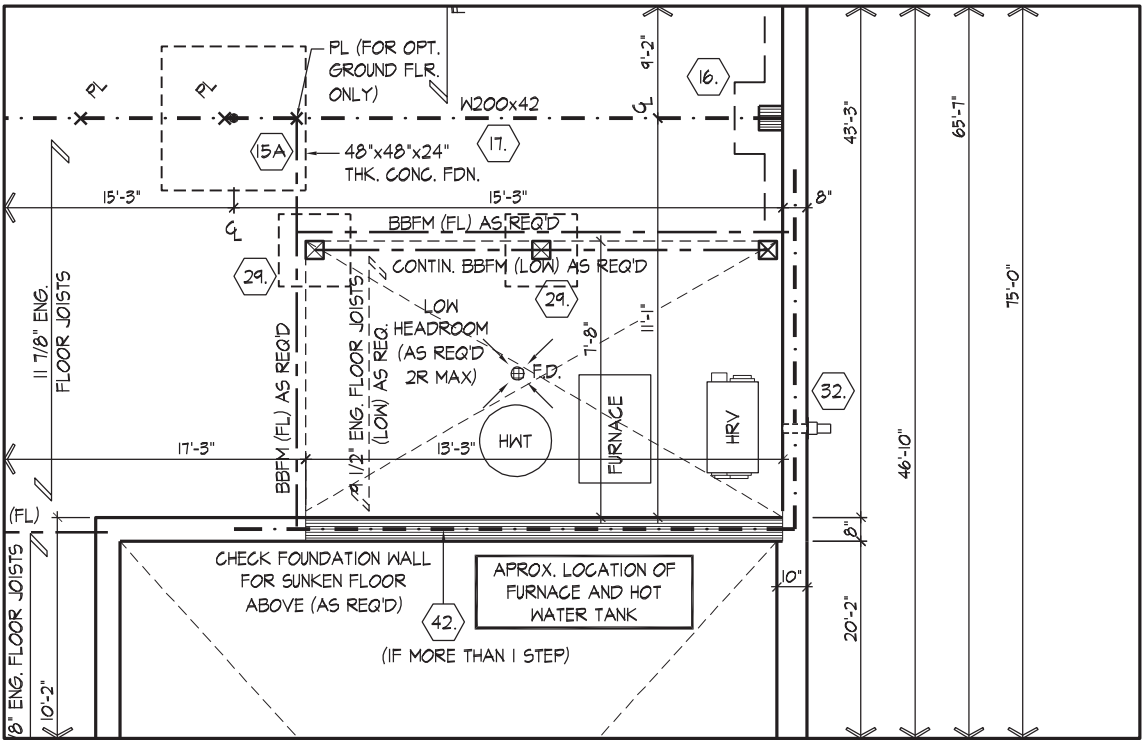 PL (FOR OPT.
GROUND FLR.
ONLY)
PL
PL
W200x42
9'-2"
16.
43'-3"
65'-7"
15A
17.
48"x48"x24"
THK. CONC. FDN.
15'-3"
15'-3"
8"
BBFM (FL) AS REQ'D
CONTIN. BBFM (LOW) AS REQ'D
29.
29.
11 7/8" ENG.
FLOOR JOISTS
BBFM (FL) AS REQ'D
9 1/2" ENG. FLOOR JOISTS
(LOW) AS REQ.
LOW
HEADROOM
(AS REQ'D
2R MAX)
F.D.
7'-8"
11'-1"
75'-0"
32.
HWT
FURNACE
HRV
17'-3"
13'-3"
46'-10"
(FL)
8"
CHECK FOUNDATION WALL
FOR SUNKEN FLOOR
ABOVE (AS REQ'D)
APROX. LOCATION OF
FURNACE AND HOT
WATER TANK
10"
42.
(IF MORE THAN 1 STEP)
20'-2"
/8" ENG. FLOOR JOISTS
10'-2"